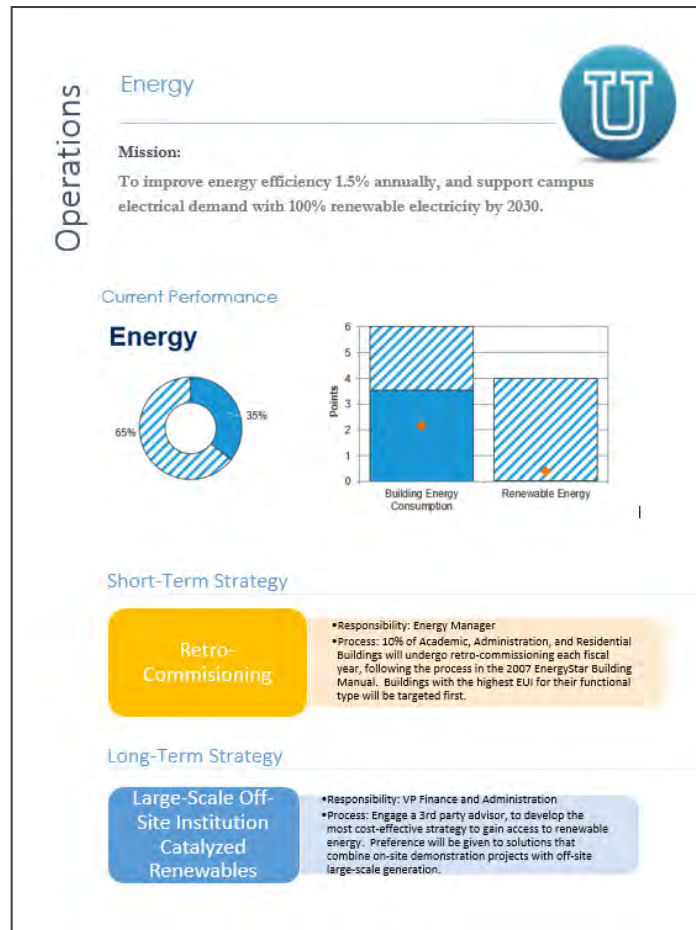 Operations
Energy
U
Mission:
To improve energy efficiency 1.5% annually, and support campus
electrical demand with 100% renewable electricity by 2030.
Current Performance
Energy
65%
35%
Points
6
5
4
3
2
1
0
Building Energy
Consumption
Renewable Energy
Short-Term Strategy
Retro-
Commisioning
•Responsibility: Energy Manager
•Process: 10% of Academic, Administration, and Residential
Buildings will undergo retro-commissioning each fiscal
year, following the process in the 2007 EnergyStar Building
Manual. Buildings with the highest EUI for their functional
type will be targeted first.
Long-Term Strategy
Large-Scale Off-
Site Institution
Catalyzed
Renewables
•Responsibility: VP Finance and Administration
•Process: Engage a 3rd party advisor, to develop the
most cost-effective strategy to gain access to renewable
energy. Preference will be given to solutions that
combine on-site demonstration projects with off-site
large-scale generation.